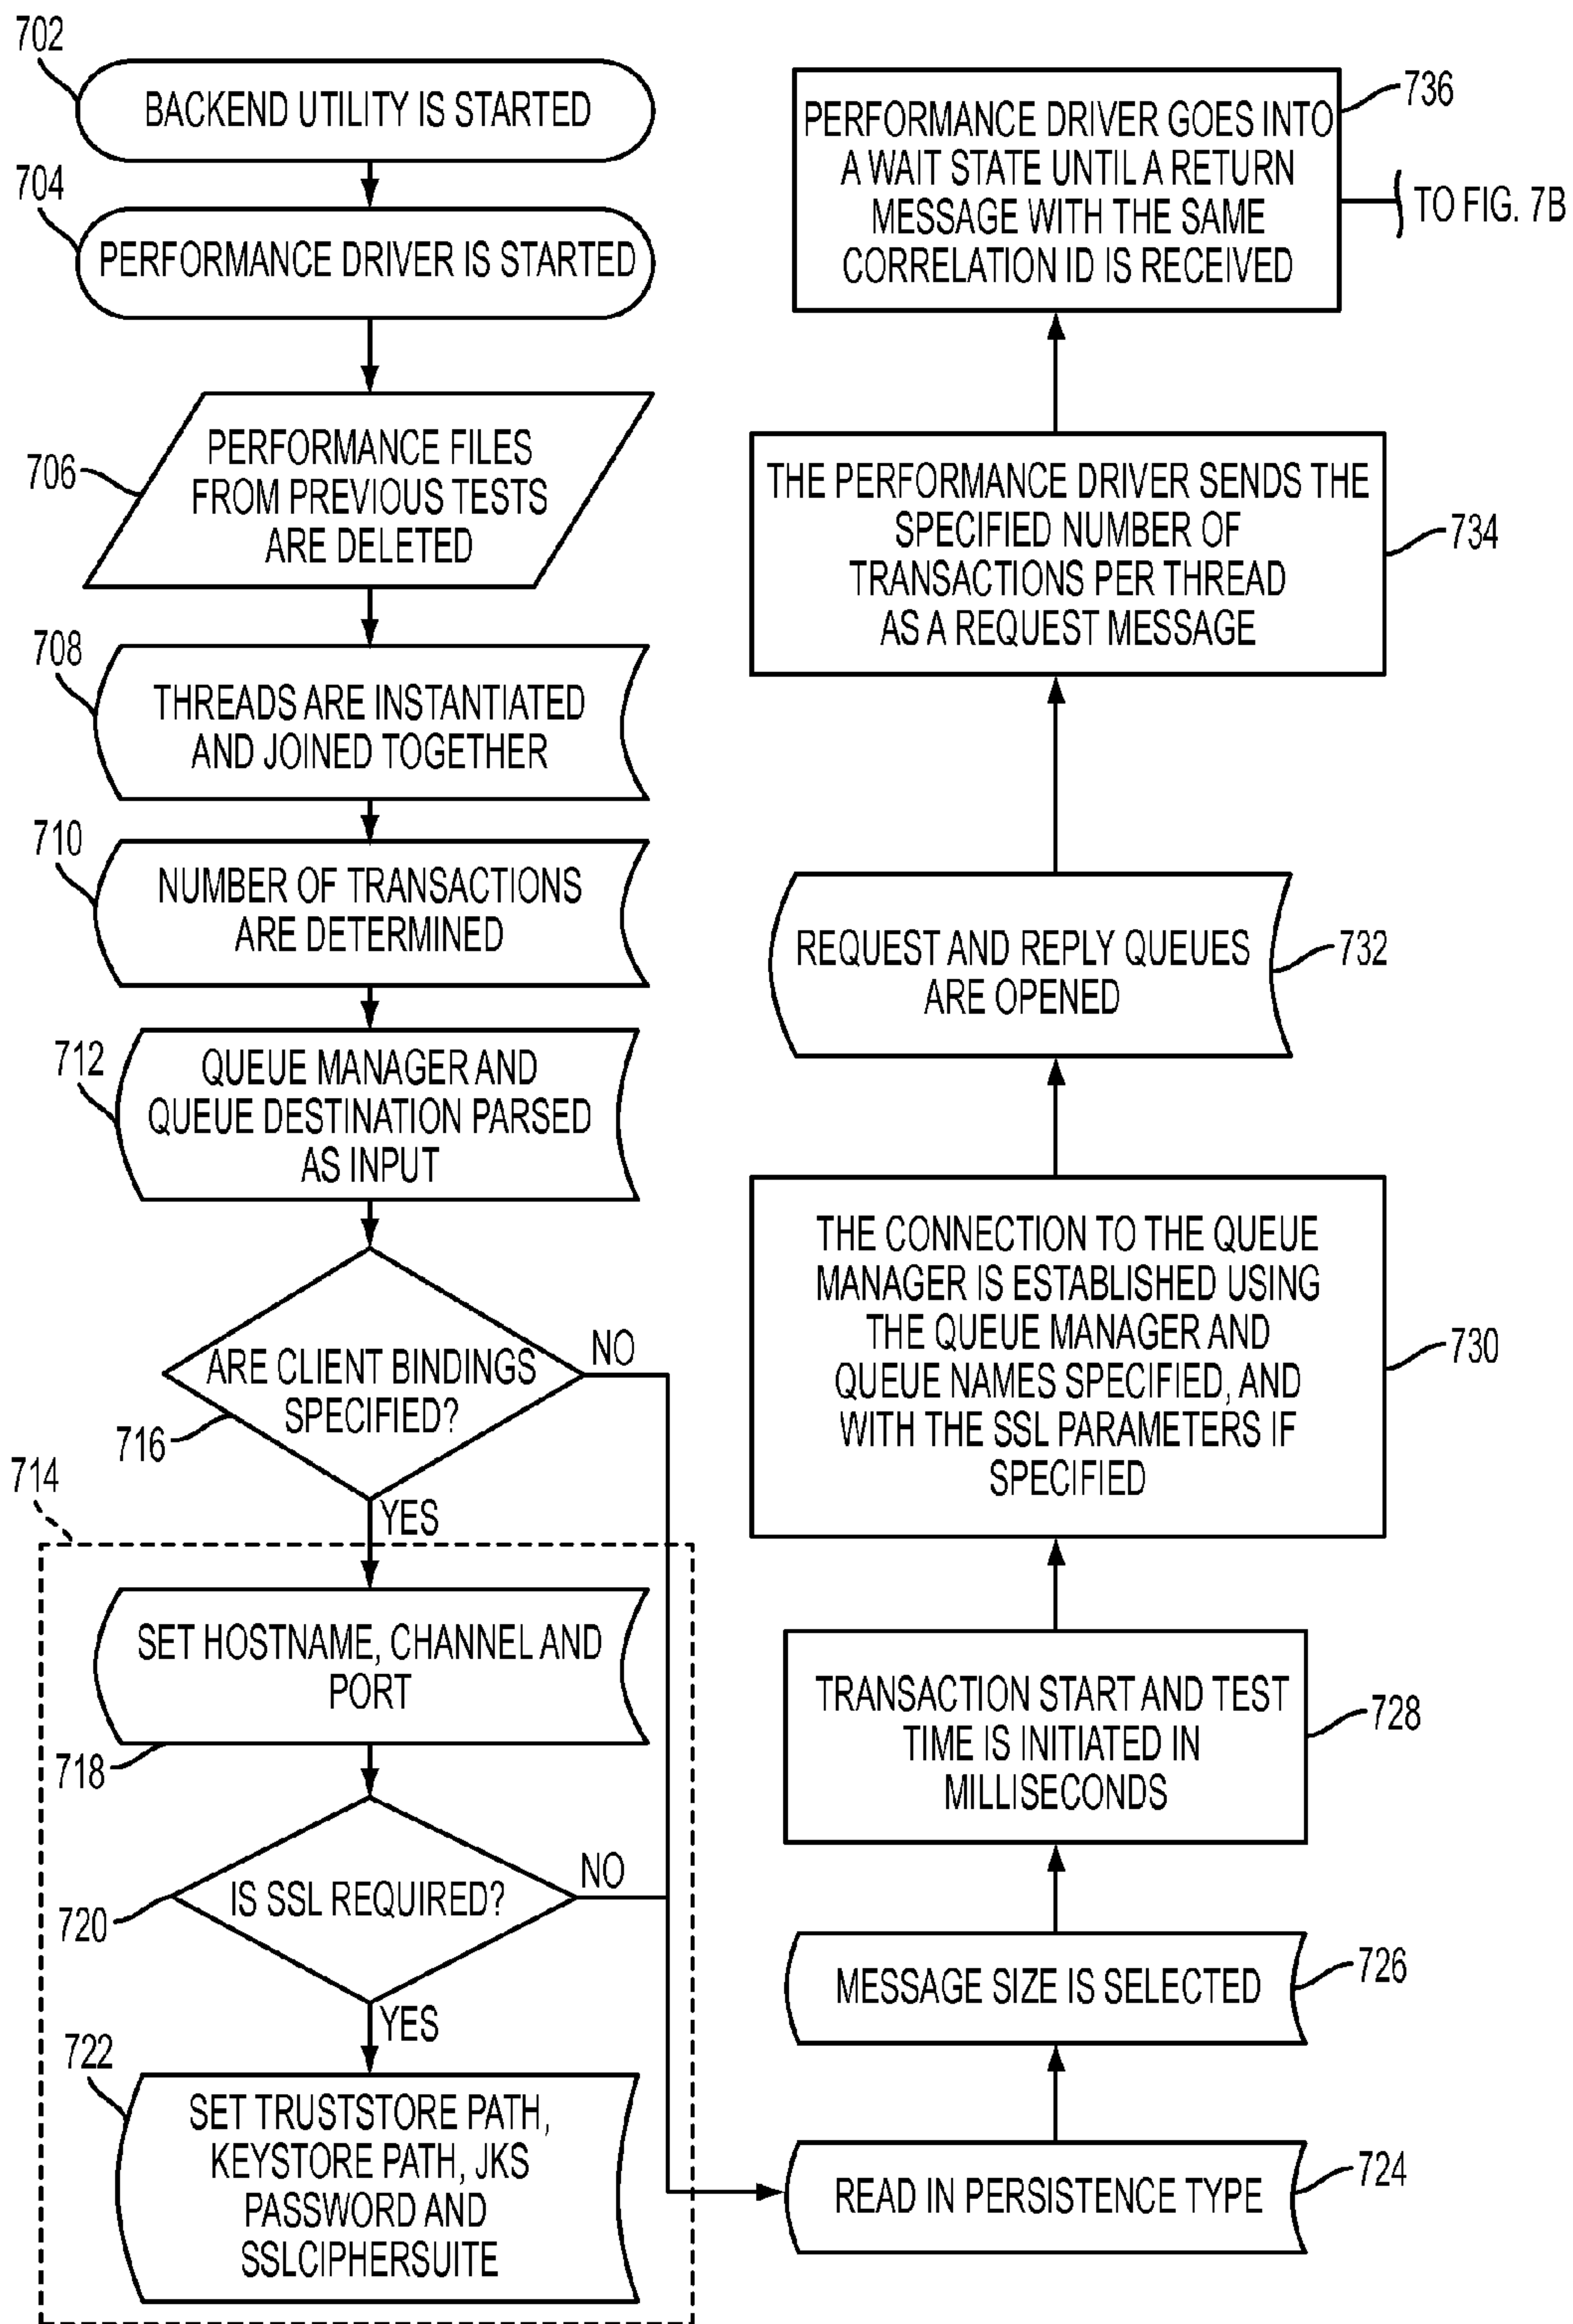 702
BACKEND UTILITY IS STARTED
704
PERFORMANCE DRIVER IS STARTED
706
PERFORMANCE FILES
FROM PREVIOUS TESTS
ARE DELETED
708
THREADS ARE INSTANTIATED
AND JOINED TOGETHER
710
NUMBER OF TRANSACTIONS
ARE DETERMINED
712
QUEUE MANAGER AND
QUEUE DESTINATION PARSED
AS INPUT
ARE CLIENT BINDINGS
SPECIFIED?
NO
716
714
YES
SET HOSTNAME, CHANNEL AND
PORT
718
IS SSL REQUIRED?
NO
720
YES
722
SET TRUSTSTORE PATH,
KEYSTORE PATH, JKS
PASSWORD AND
SSLCIPHERSUITE
READ IN PERSISTENCE TYPE
724
MESSAGE SIZE IS SELECTED
726
TRANSACTION START AND TEST
TIME IS INITIATED IN
MILLISECONDS
728
THE CONNECTION TO THE QUEUE
MANAGER IS ESTABLISHED USING
THE QUEUE MANAGER AND
QUEUE NAMES SPECIFIED, AND
WITH THE SSL PARAMETERS IF
SPECIFIED
730
REQUEST AND REPLY QUEUES
ARE OPENED
732
THE PERFORMANCE DRIVER SENDS THE
SPECIFIED NUMBER OF
TRANSACTIONS PER THREAD
AS A REQUEST MESSAGE
734
PERFORMANCE DRIVER GOES INTO
A WAIT STATE UNTIL A RETURN
MESSAGE WITH THE SAME
CORRELATION ID IS RECEIVED
736
TO FIG. 7B